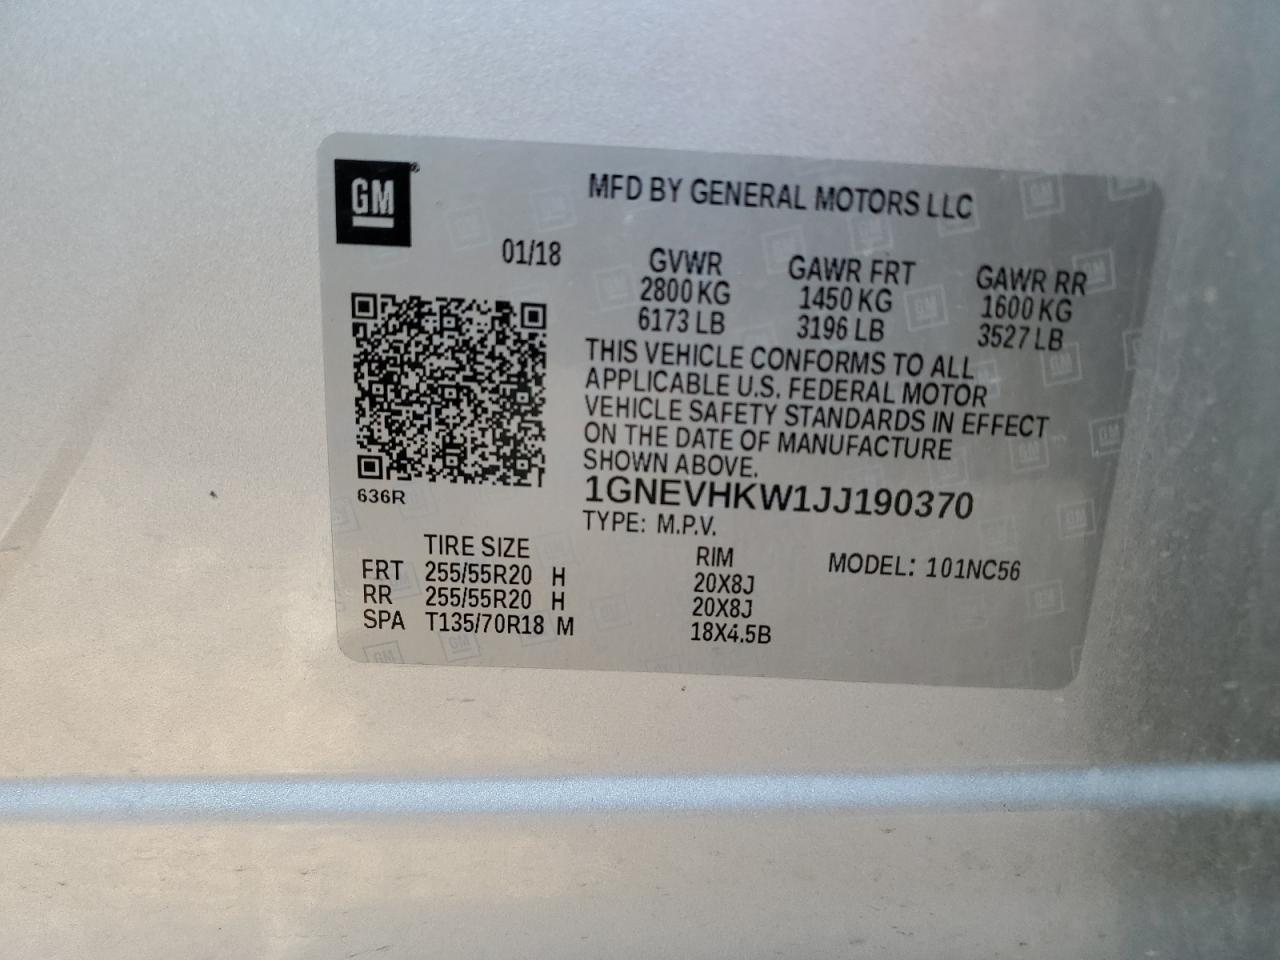 GM®
MFD BY GENERAL MOTORS LLC
01/18
GVWR GAWR FRT GAWR RR
2800 KG 1450 KG 1600 KG
6173 LB 3196 LB 3527 LB
THIS VEHICLE CONFORMS TO ALL
APPLICABLE U.S. FEDERAL MOTOR
VEHICLE SAFETY STANDARDS IN EFFECT
ON THE DATE OF MANUFACTURE
SHOWN ABOVE.
636R
1GNEVHKW1JJ190370
TYPE: M.P.V.
TIRE SIZE RIM MODEL: 101NC56
FRT 255/55R20 H 20X8J
RR 255/55R20 H 20X8J
SPA T135/70R18 M 18X4.5B